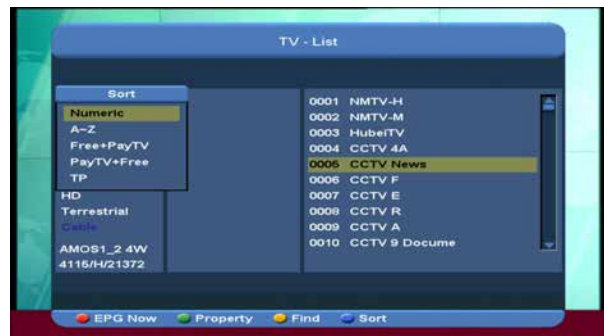 TV - List
Sort
Numeric
A~Z
Free+PayTV
PayTV+Free
TP
HD
Terrestrial
Cable
AMOS1_2 4W
4115/H/21372
0001 NMTV-H
0002 NMTV-M
0003 HubeiTV
0004 CCTV 4A
0005 CCTV News
0006 CCTV F
0007 CCTV E
0008 CCTV R
0009 CCTV A
0010 CCTV 9 Docume
EPG Now Property Find Sort